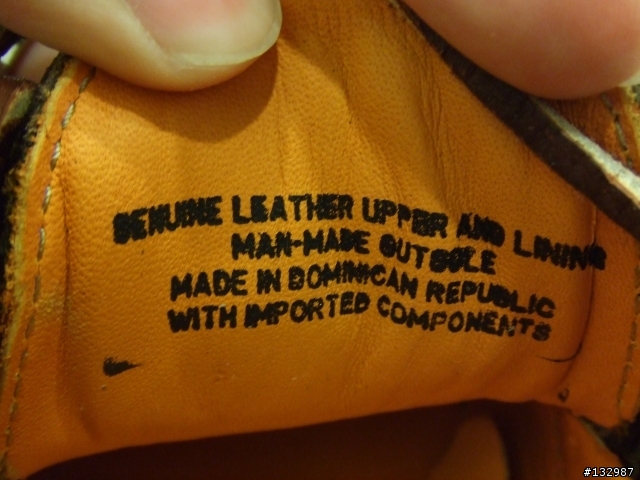 GENUINE LEATHER UPPER AND LINING
MAN-MADE OUTSOLE
MADE IN DOMINICAN REPUBLIC
WITH IMPORTED COMPONENTS
#132987